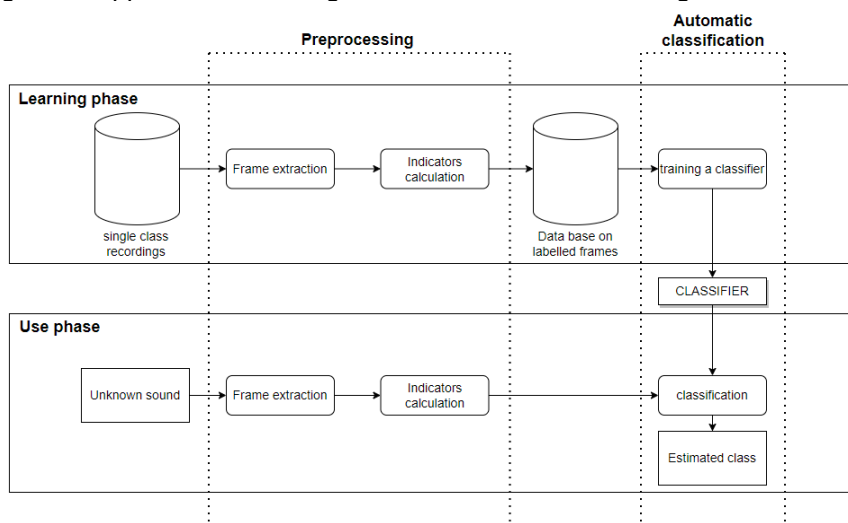 Automatic
classification
Preprocessing
Learning phase
Frame extraction
Indicators
calculation
training a classifier
single class
recordings
Data base on
labelled frames
CLASSIFIER
Use phase
Unknown sound
Frame extraction
Indicators
calculation
classification
Estimated class